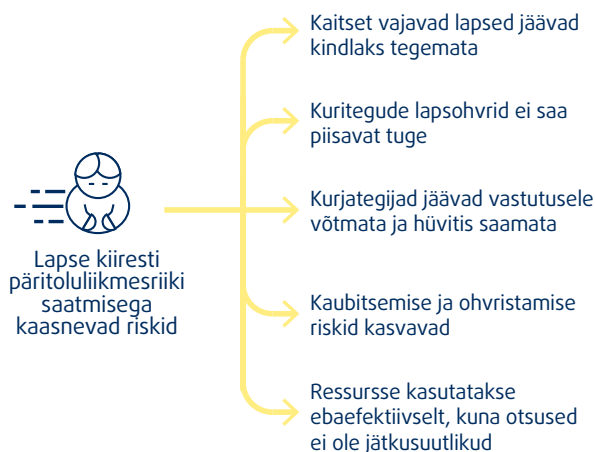 Kaitset vajavad lapsed jäävad
kindlaks tegemata
Kuritegude lapsohvrid ei saa
piisavat tuge
Kurjategijad jäävad vastutusele
võtmata ja hüvitis saamata
Lapse kiiresti
päritoluliikmesriiki
saatmisega
kaasnevad riskid
Kaubitsemise ja ohvristamise
riskid kasvavad
Ressursse kasutatakse
ebaefektiivselt, kuna otsused
ei ole jätkusuutlikud